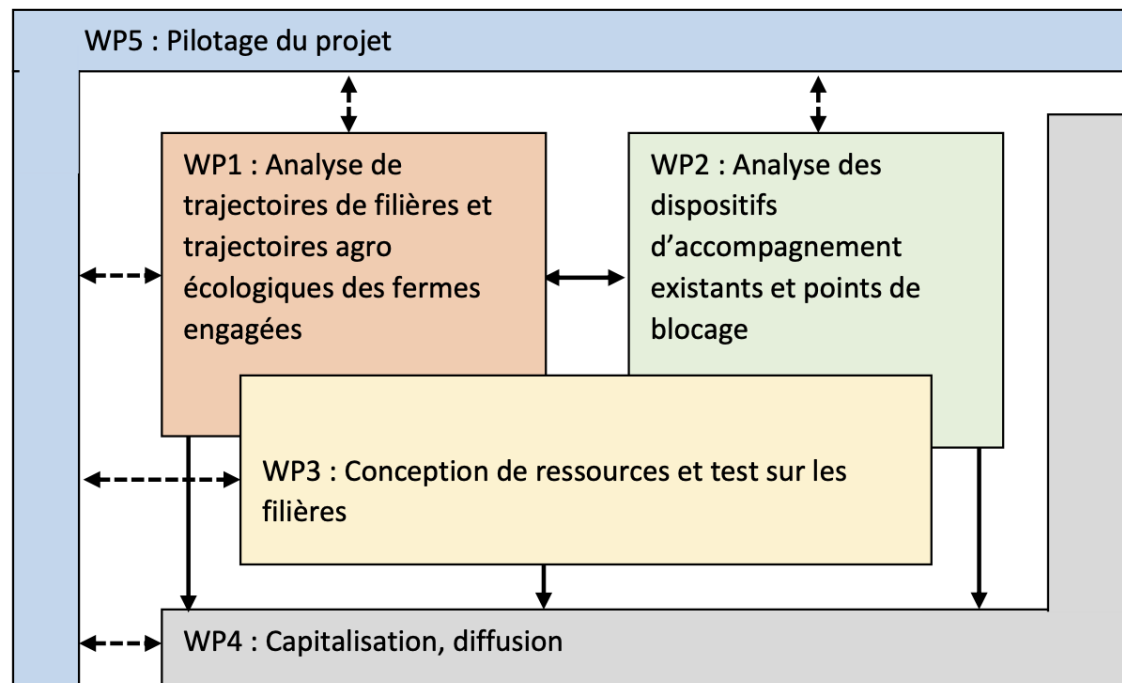 WP5 : Pilotage du projet
WP1 : Analyse de
trajectoires de filières et
trajectoires agro
écologiques des fermes
engagées
WP2 : Analyse des
dispositifs
d’accompagnement
existants et points de
blocage
WP3 : Conception de ressources et test sur les
filières
WP4 : Capitalisation, diffusion